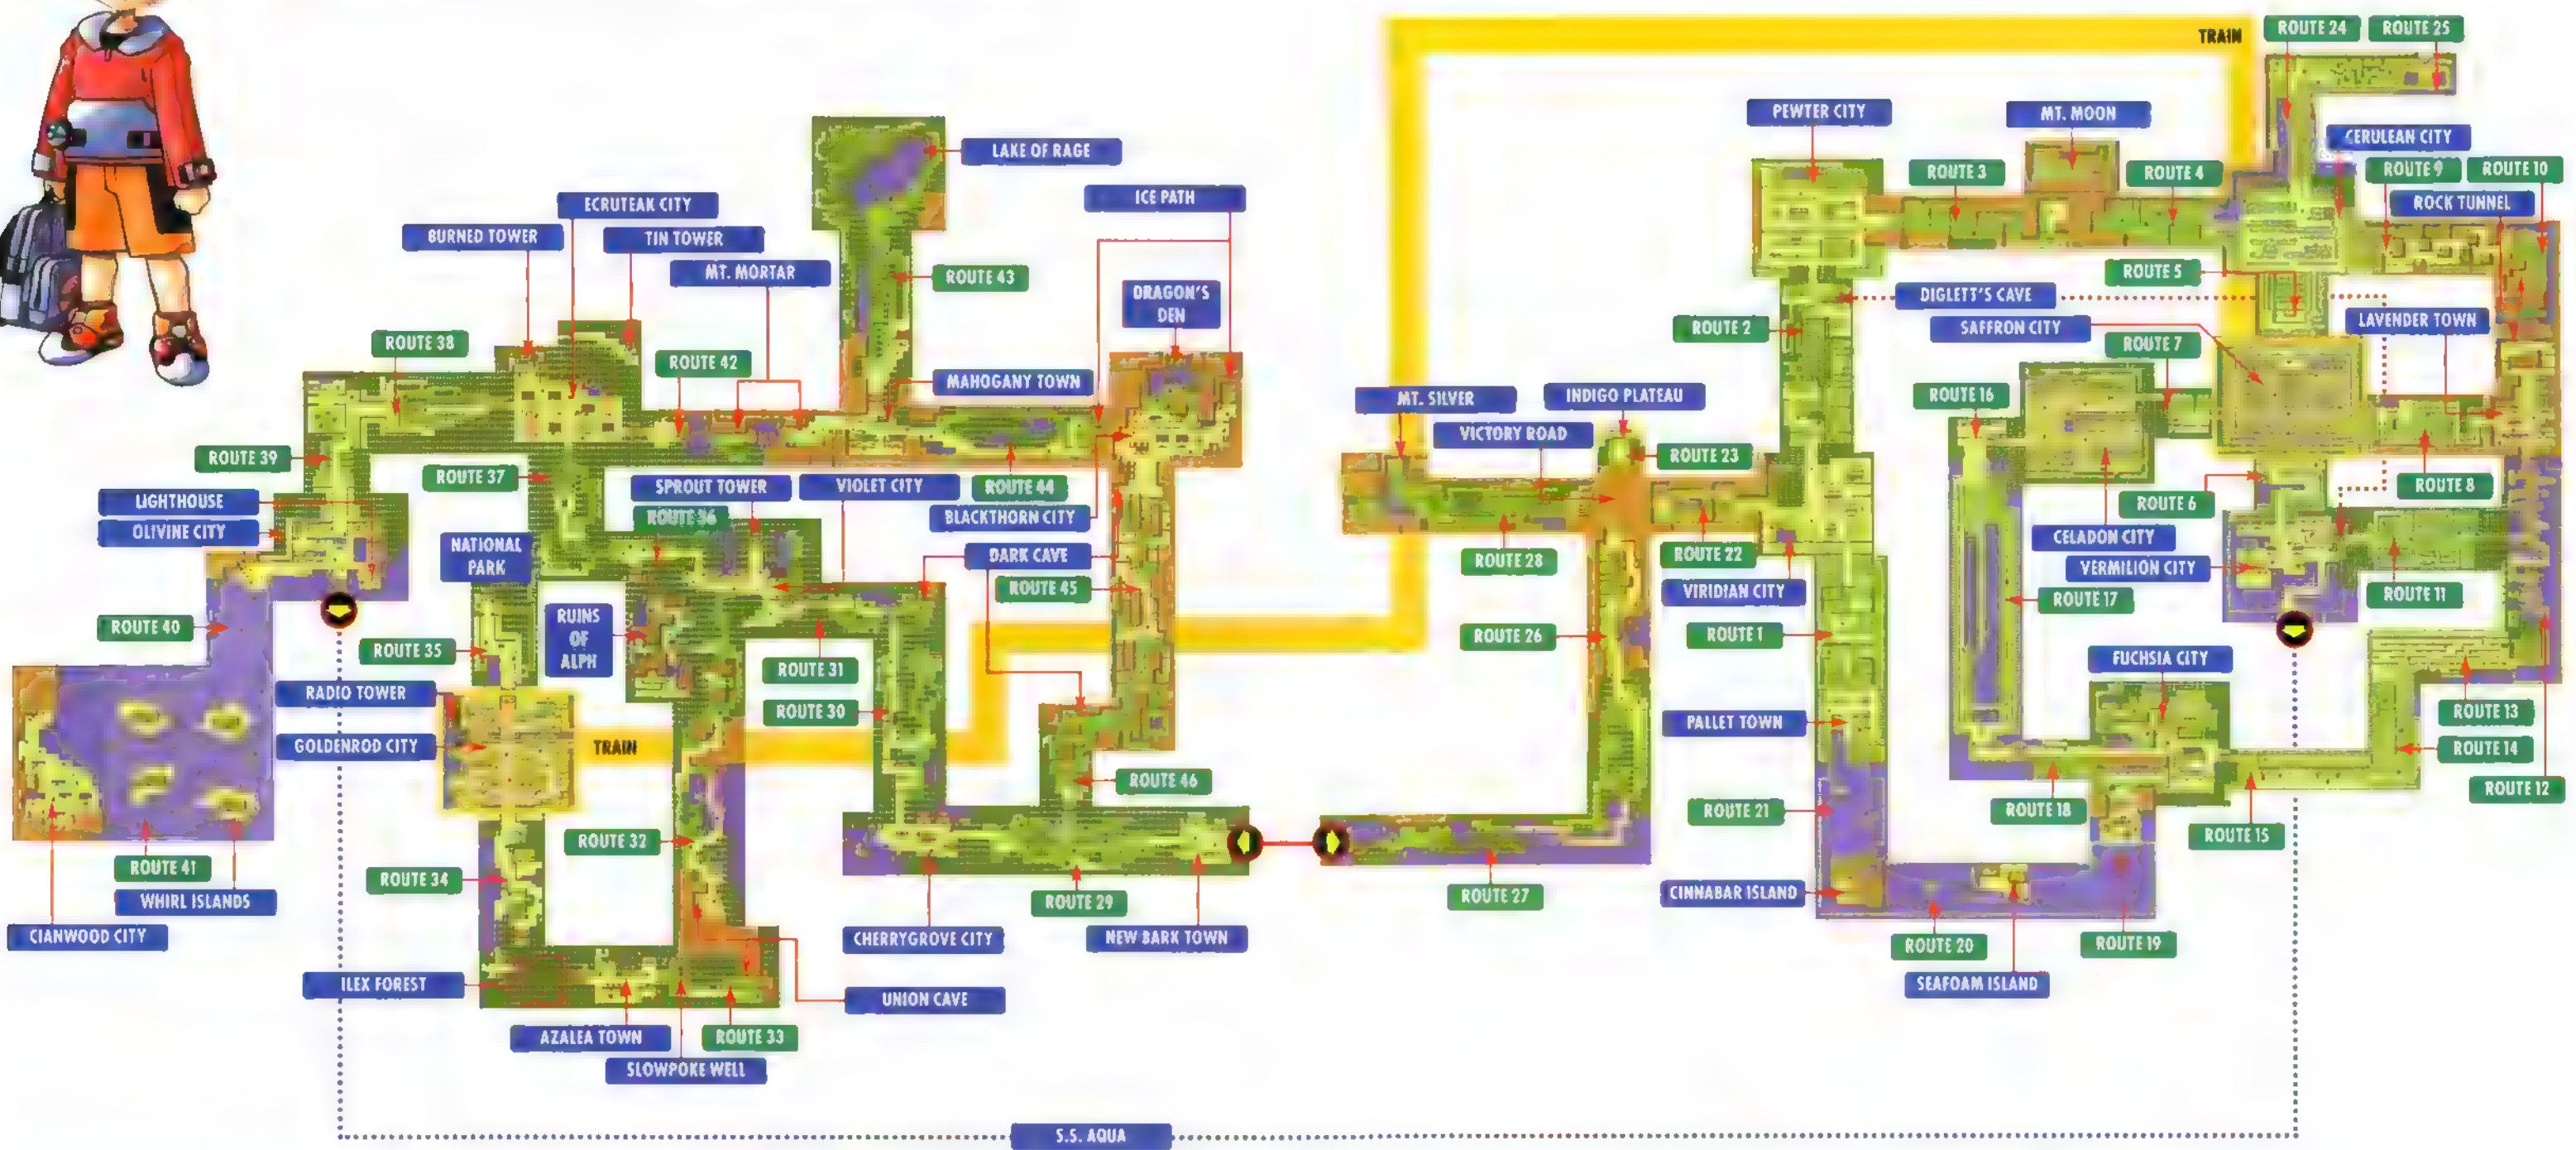 TRAIN
ROUTE 24
ROUTE 25
PEWTER CITY
MT. MOON
CERULEAN CITY
LAKE OF RAGE
ROUTE 3
ROUTE 4
ROUTE 9
ROUTE 10
ICE PATH
ECRUTEAK CITY
ROCK TUNNEL
BURNED TOWER
TIN TOWER
MT. MORTAR
ROUTE 43
ROUTE 5
DRAGON'S
DEN
DIGLETT'S CAVE
ROUTE 2
SAFFRON CITY
LAVENDER TOWN
ROUTE 38
ROUTE 7
ROUTE 42
MAHOGANY TOWN
MT. SILVER
INDIGO PLATEAU
ROUTE 16
VICTORY ROAD
ROUTE 39
ROUTE 23
ROUTE 37
SPROUT TOWER
VIOLET CITY
ROUTE 44
ROUTE 8
LIGHTHOUSE
ROUTE 36
BLACKTHORN CITY
ROUTE 6
OLIVINE CITY
NATIONAL
PARK
DARK CAVE
ROUTE 28
ROUTE 22
CELADON CITY
VERMILION CITY
ROUTE 45
VIRIDIAN CITY
ROUTE 17
ROUTE 11
ROUTE 40
RUINS
OF
ALPH
ROUTE 26
ROUTE 1
ROUTE 35
ROUTE 31
FUCHSIA CITY
RADIO TOWER
ROUTE 30
PALLET TOWN
ROUTE 13
GOLDENROD CITY
TRAIN
ROUTE 14
ROUTE 46
ROUTE 12
ROUTE 21
ROUTE 18
ROUTE 15
ROUTE 32
ROUTE 41
ROUTE 34
WHIRL ISLANDS
ROUTE 29
ROUTE 27
CINNABAR ISLAND
CIANWOOD CITY
CHERRYGROVE CITY
NEW BARK TOWN
ROUTE 20
ROUTE 19
ILEX FOREST
UNION CAVE
SEAFOAM ISLAND
AZALEA TOWN
ROUTE 33
SLOWPOKE WELL
S.S. AQUA